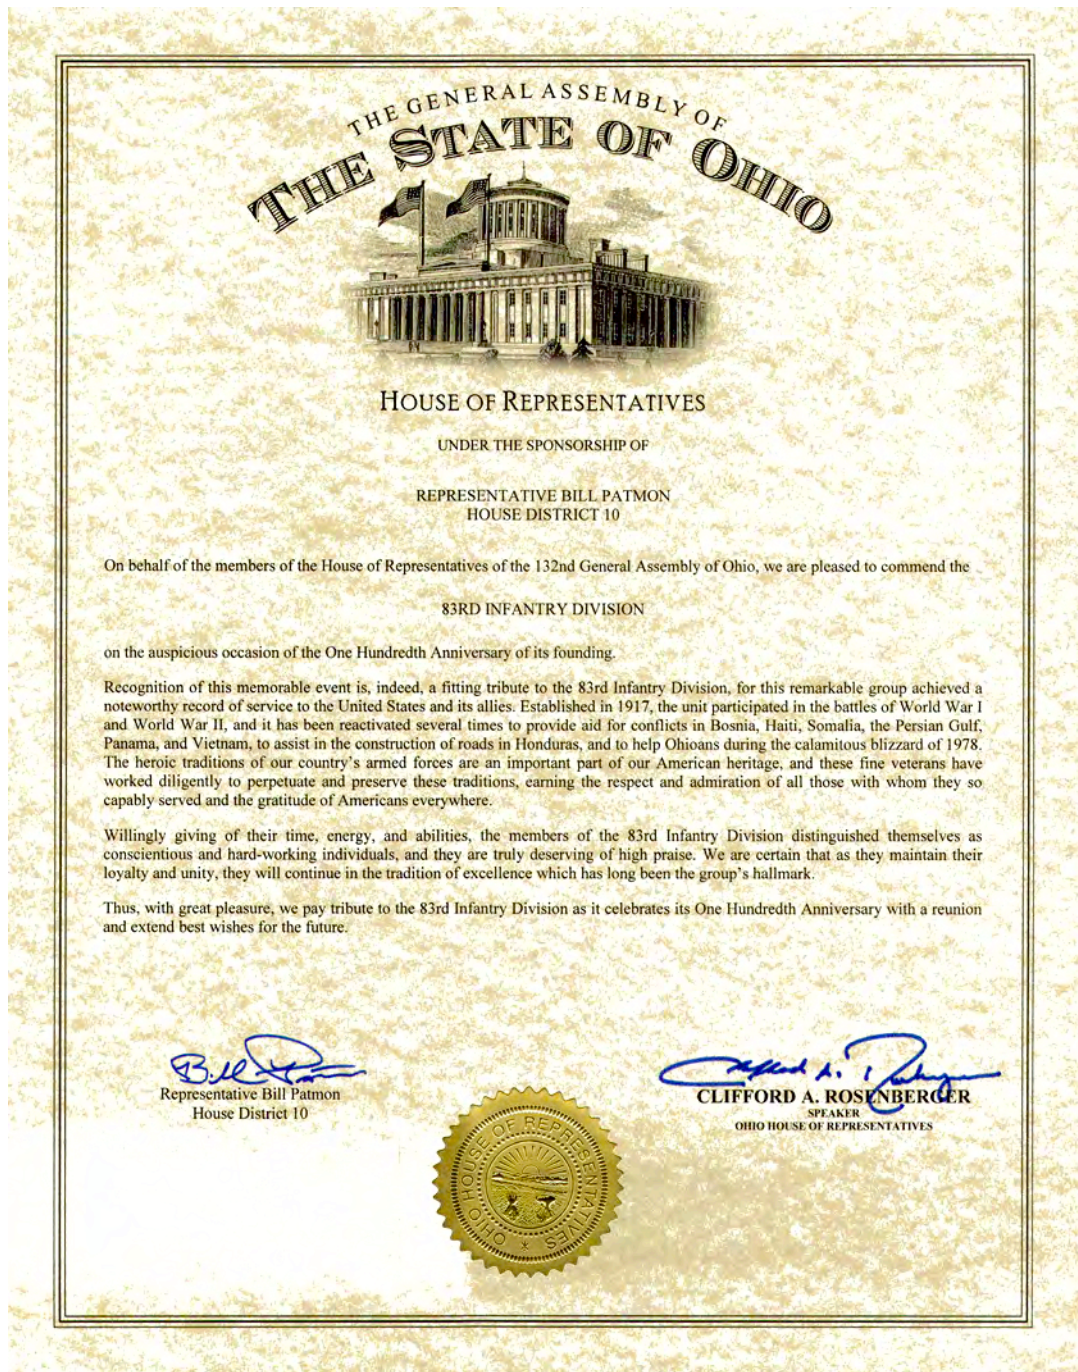 THE GENERAL ASSEMBLY OF
THE STATE OF OHIO
HOUSE OF REPRESENTATIVES
UNDER THE SPONSORSHIP OF
REPRESENTATIVE BILL PATMON
HOUSE DISTRICT 10
On behalf of the members of the House of Representatives of the 132nd General Assembly of Ohio, we are pleased to commend the
83RD INFANTRY DIVISION
on the auspicious occasion of the One Hundredth Anniversary of its founding.
Recognition of this memorable event is, indeed, a fitting tribute to the 83rd Infantry Division, for this remarkable group achieved a
noteworthy record of service to the United States and its allies. Established in 1917, the unit participated in the battles of World War I
and World War II, and it has been reactivated several times to provide aid for conflicts in Bosnia, Haiti, Somalia, the Persian Gulf,
Panama, and Vietnam, to assist in the construction of roads in Honduras, and to help Ohioans during the calamitous blizzard of 1978.
The heroic traditions of our country's armed forces are an important part of our American heritage, and these fine veterans have
worked diligently to perpetuate and preserve these traditions, earning the respect and admiration of all those with whom they so
capably served and the gratitude of Americans everywhere.
Willingly giving of their time, energy, and abilities, the members of the 83rd Infantry Division distinguished themselves as
conscientious and hard-working individuals, and they are truly deserving of high praise. We are certain that as they maintain their
loyalty and unity, they will continue in the tradition of excellence which has long been the group's hallmark.
Thus, with great pleasure, we pay tribute to the 83rd Infantry Division as it celebrates its One Hundredth Anniversary with a reunion
and extend best wishes for the future.
Representative Bill Patmon
House District 10
CLIFFORD A. ROSENBERGER
SPEAKER
OHIO HOUSE OF REPRESENTATIVES
OHIO HOUSE OF REPRESENTATIVES